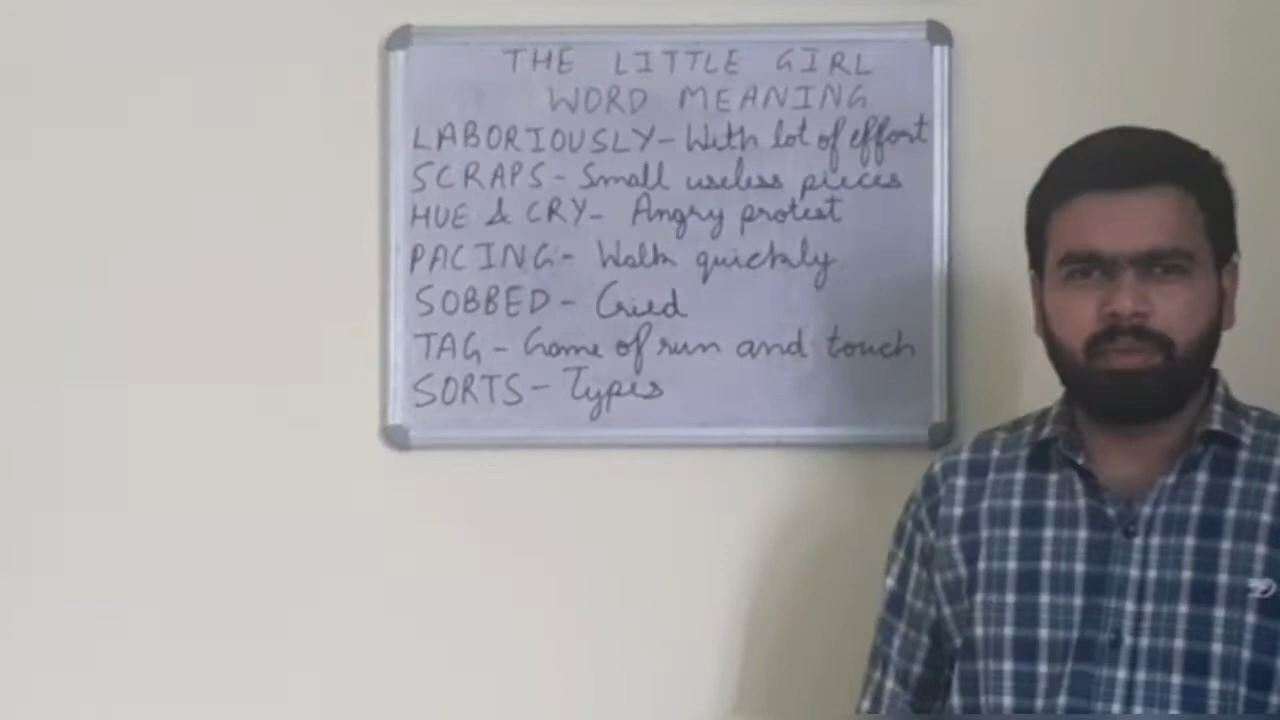 THE LITTLE GIRL
WORD MEANING
LABORIOUSLY - With lot of effort
SCRAPS - Small useless pieces
HUE & CRY - Angry protest
PACING - Walk quickly
SOBBED - Cried
TAG - Game of run and touch
SORTS - Types